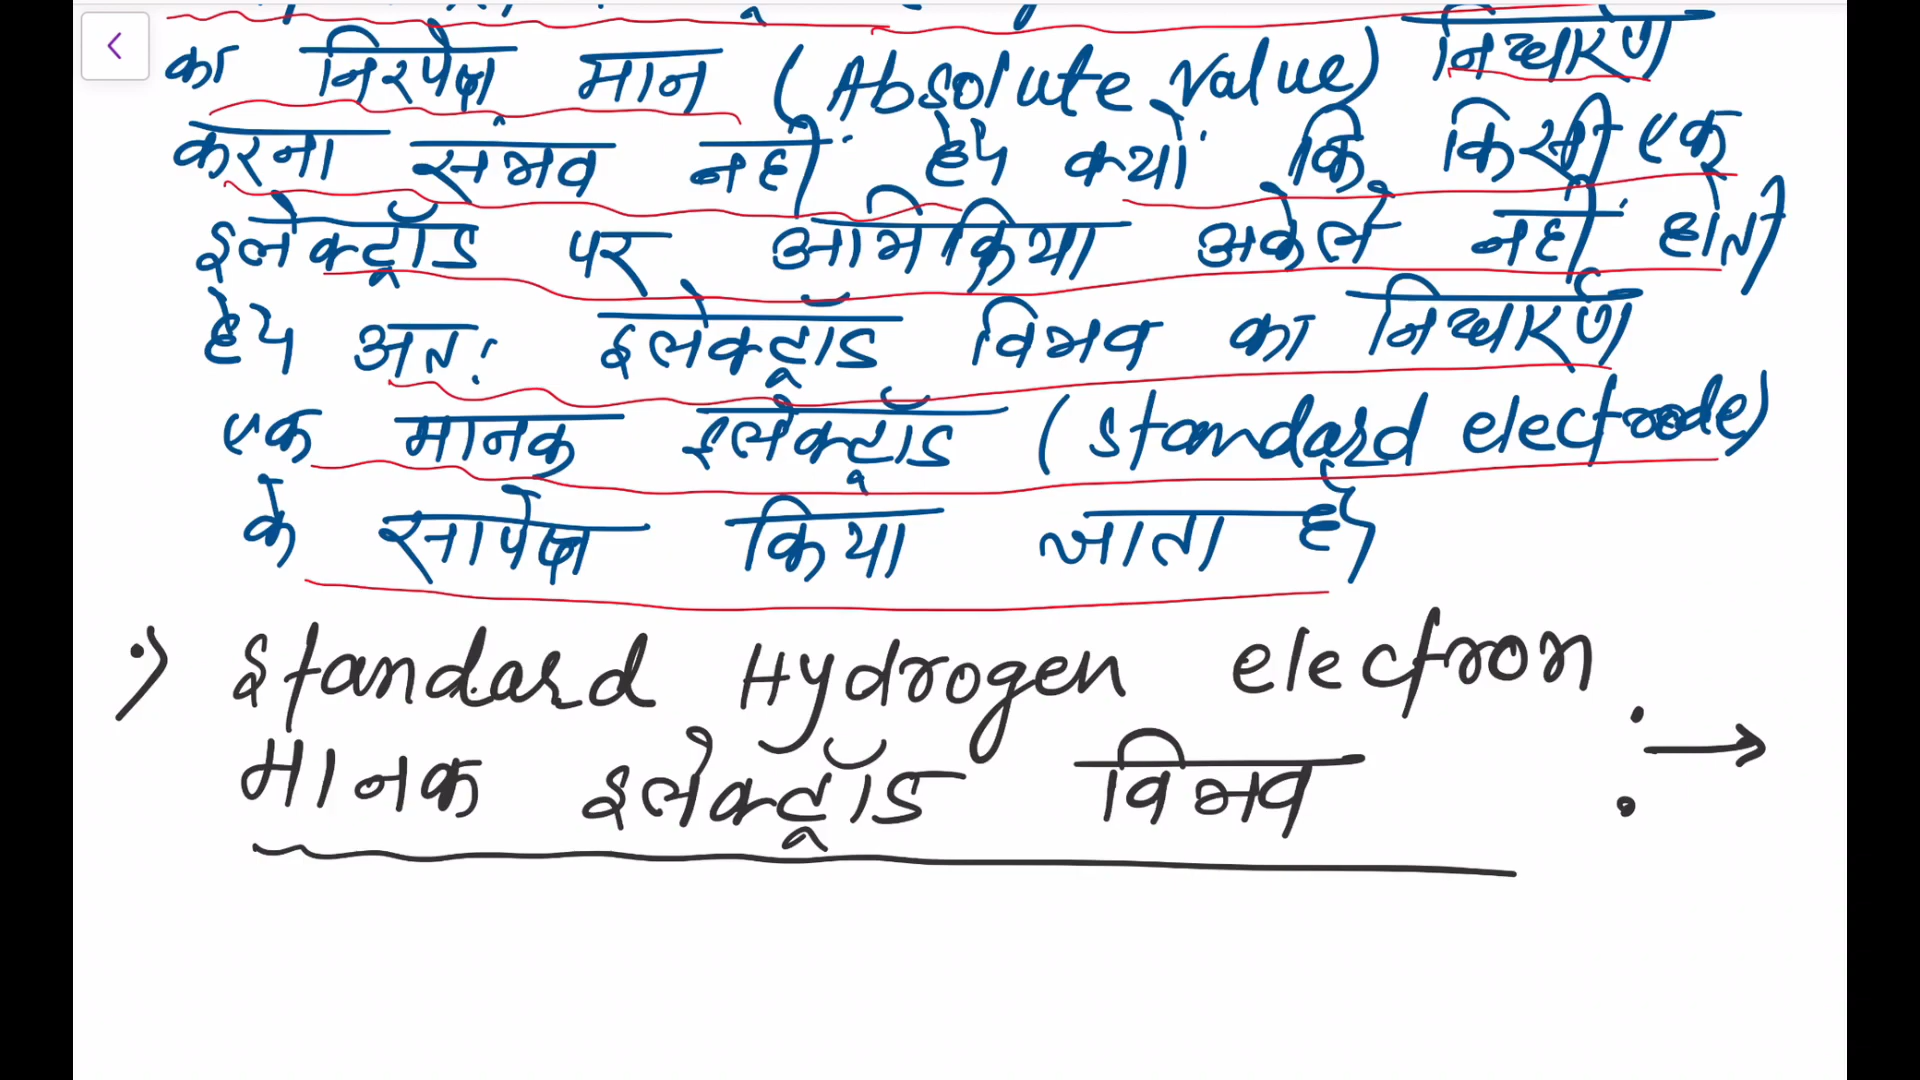 का निरपेक्ष मान (Absolute Value) निर्धारण
करना संभव नहीं है क्यों कि किसी एक
इलेक्ट्रॉड पर अभिक्रिया अकेले नहीं होती
है अतः इलेक्ट्रॉड विभव का निर्धारण
एक मानक इलेक्ट्रॉड (standard electrode)
के सापेक्ष किया जाता है
Standard Hydrogen electron
मानक इलेक्ट्रॉड विभव :→